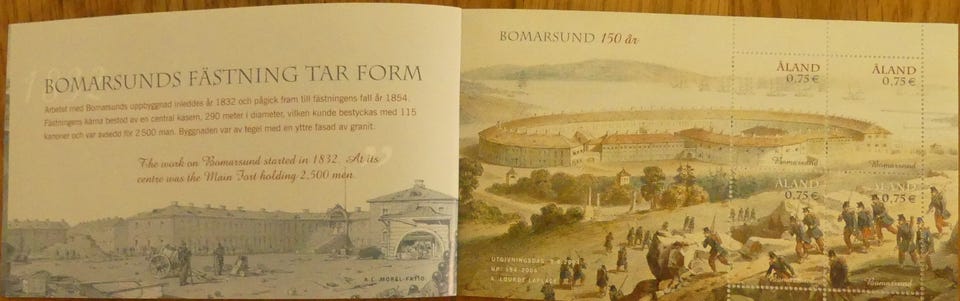 BOMARSUNDS FÄSTNING TAR FORM
Arbetet med Bomarsunds uppbyggnad inleddes år 1832 och pågick fram till fästningens fall år 1854.
Fästningens kärna bestod av en central kasern, 290 meter i diameter, vilken kunde bestyckas med 115
kanoner och var avsedd för 2 500 man. Byggnaden var av tegel med en yttre fasad av granit.
The work on Bomarsund started in 1832. At its
centre was the Main Fort holding 2,500 men.
BOMARSUND 150 år
ÅLAND
0,75 €
ÅLAND
0,75 €
Bomarsund
Bomarsund
ÅLAND
0,75 €
ÅLAND
0,75 €
UTGIVNINGSDAG
Bomarsund